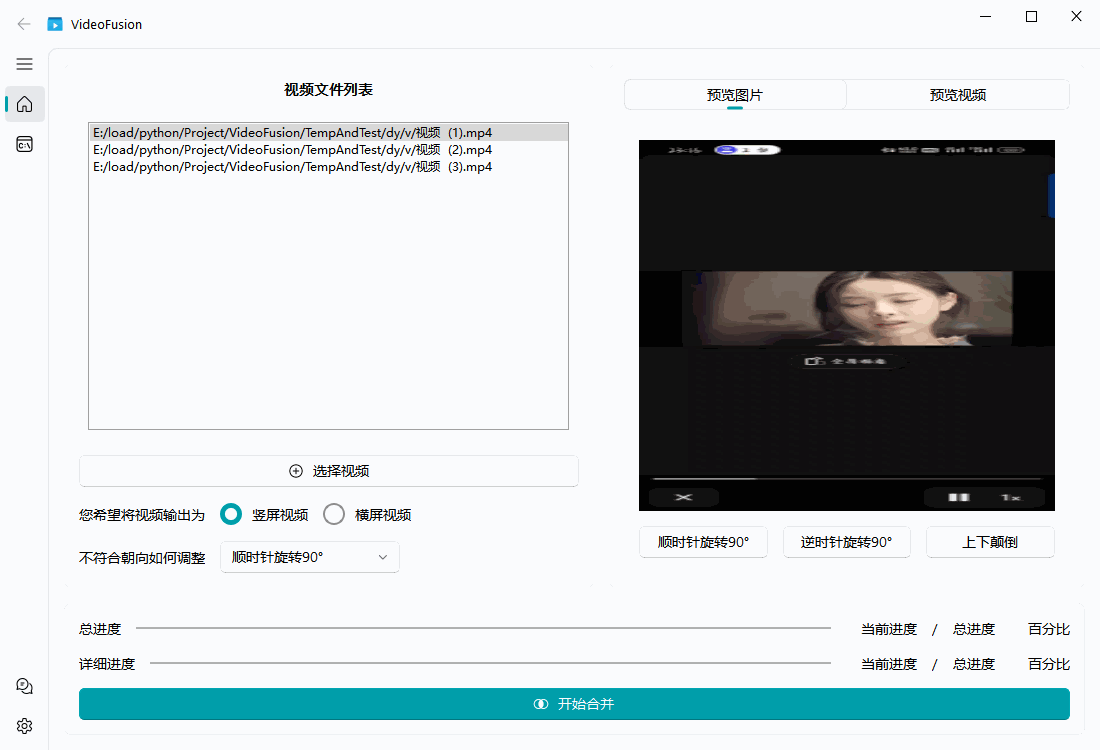 VideoFusion
视频文件列表
E:/load/python/Project/VideoFusion/TempAndTest/dy/v/视频 (1).mp4
E:/load/python/Project/VideoFusion/TempAndTest/dy/v/视频 (2).mp4
E:/load/python/Project/VideoFusion/TempAndTest/dy/v/视频 (3).mp4
选择视频
您希望将视频输出为 竖屏视频 横屏视频
不符合朝向如何调整 顺时针旋转90°
预览图片 预览视频
1x
顺时针旋转90° 逆时针旋转90° 上下颠倒
总进度 当前进度 / 总进度 百分比
详细进度 当前进度 / 总进度 百分比
开始合并